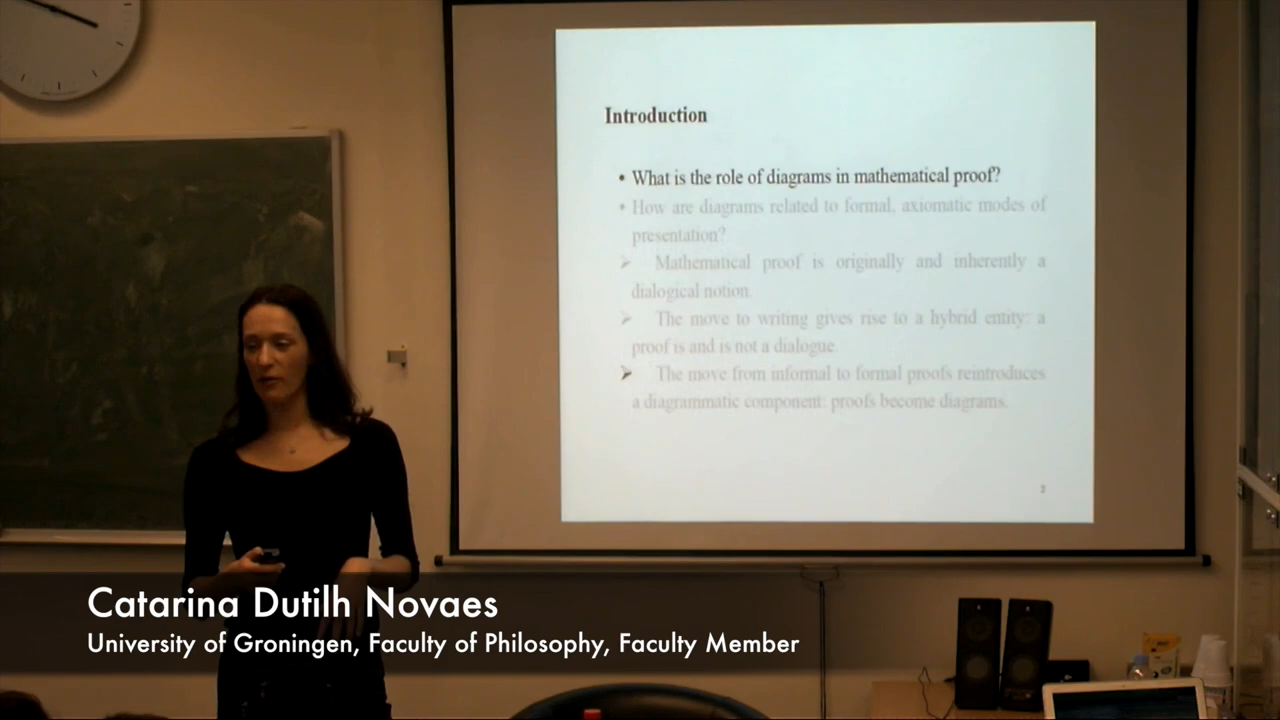 Introduction
• What is the role of diagrams in mathematical proof?
• How are diagrams related to formal, axiomatic modes of
presentation?
➢ Mathematical proof is originally and inherently a
dialogical notion.
➢ The move to writing gives rise to a hybrid entity: a
proof is and is not a dialogue.
➢ The move from informal to formal proofs reintroduces
a diagrammatic component: proofs become diagrams.
2
Catarina Dutilh Novaes
University of Groningen, Faculty of Philosophy, Faculty Member